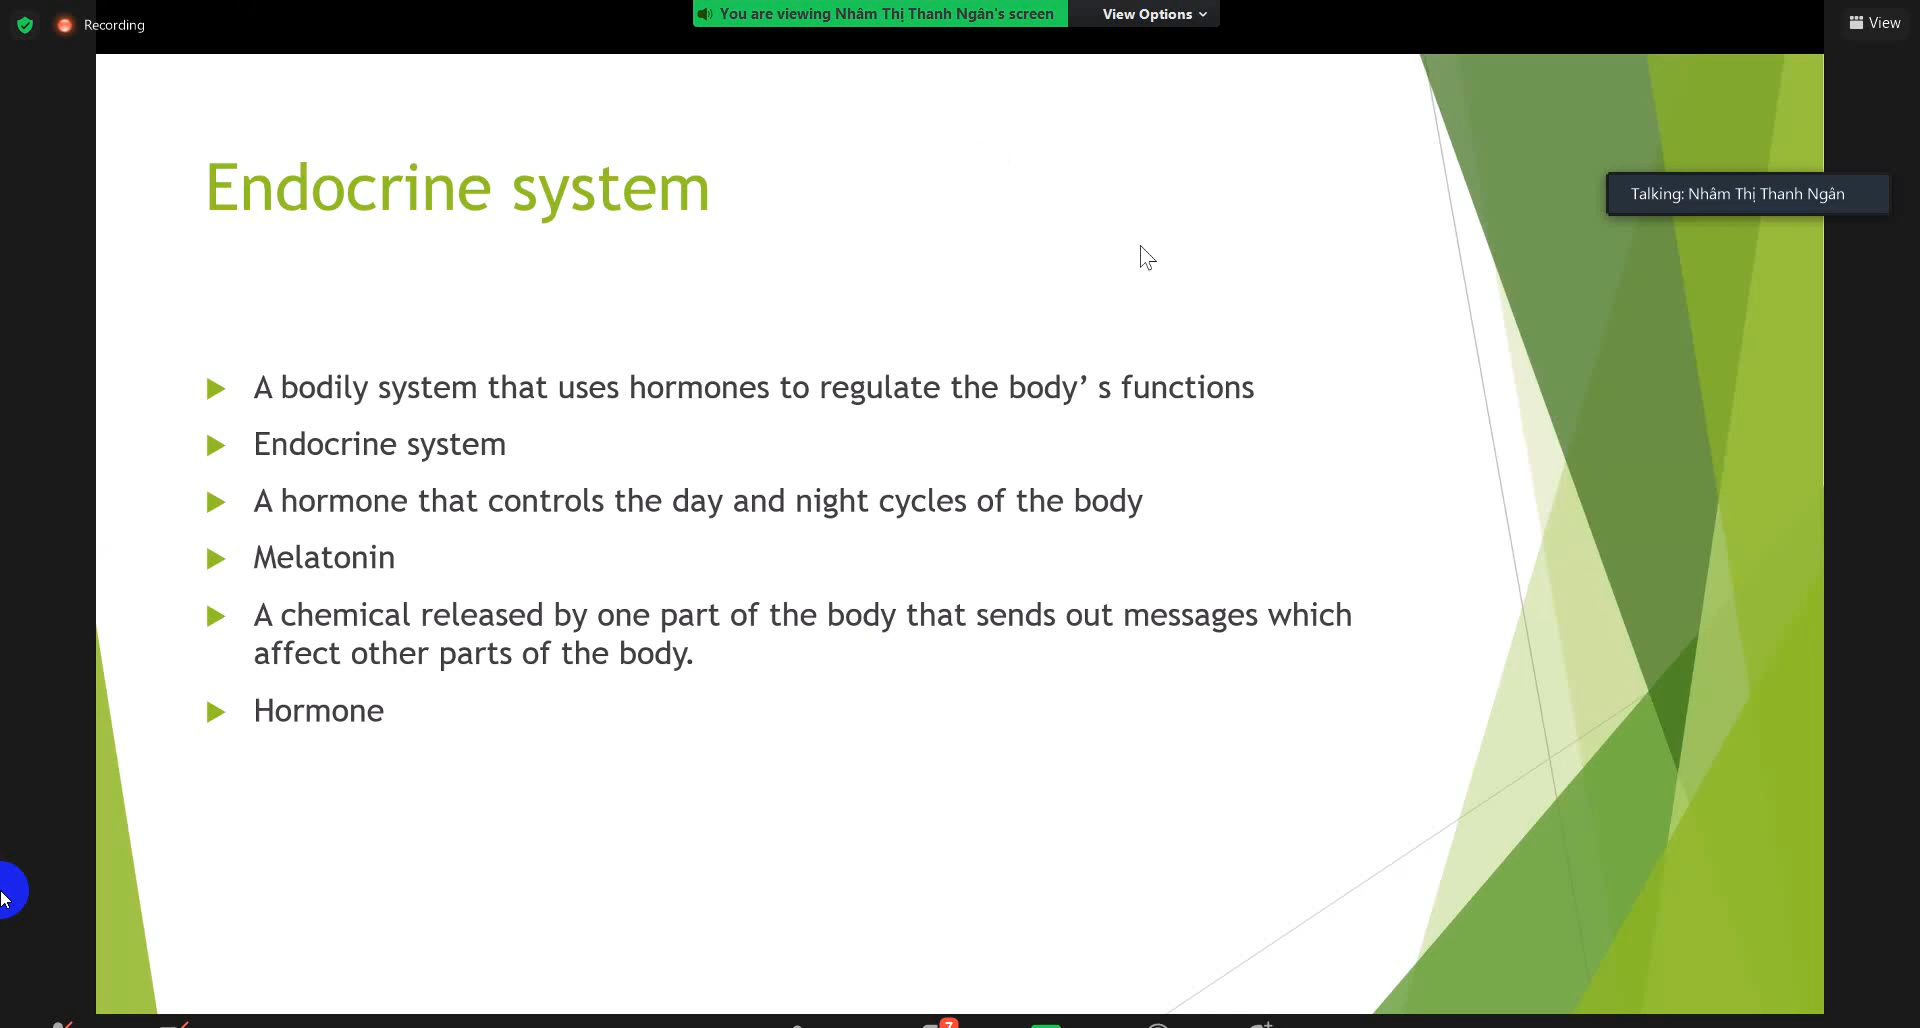 Recording
You are viewing Nhâm Thị Thanh Ngân's screen
View Options
View
Talking: Nhâm Thị Thanh Ngân
Endocrine system
A bodily system that uses hormones to regulate the body’ s functions
Endocrine system
A hormone that controls the day and night cycles of the body
Melatonin
A chemical released by one part of the body that sends out messages which
affect other parts of the body.
Hormone
7